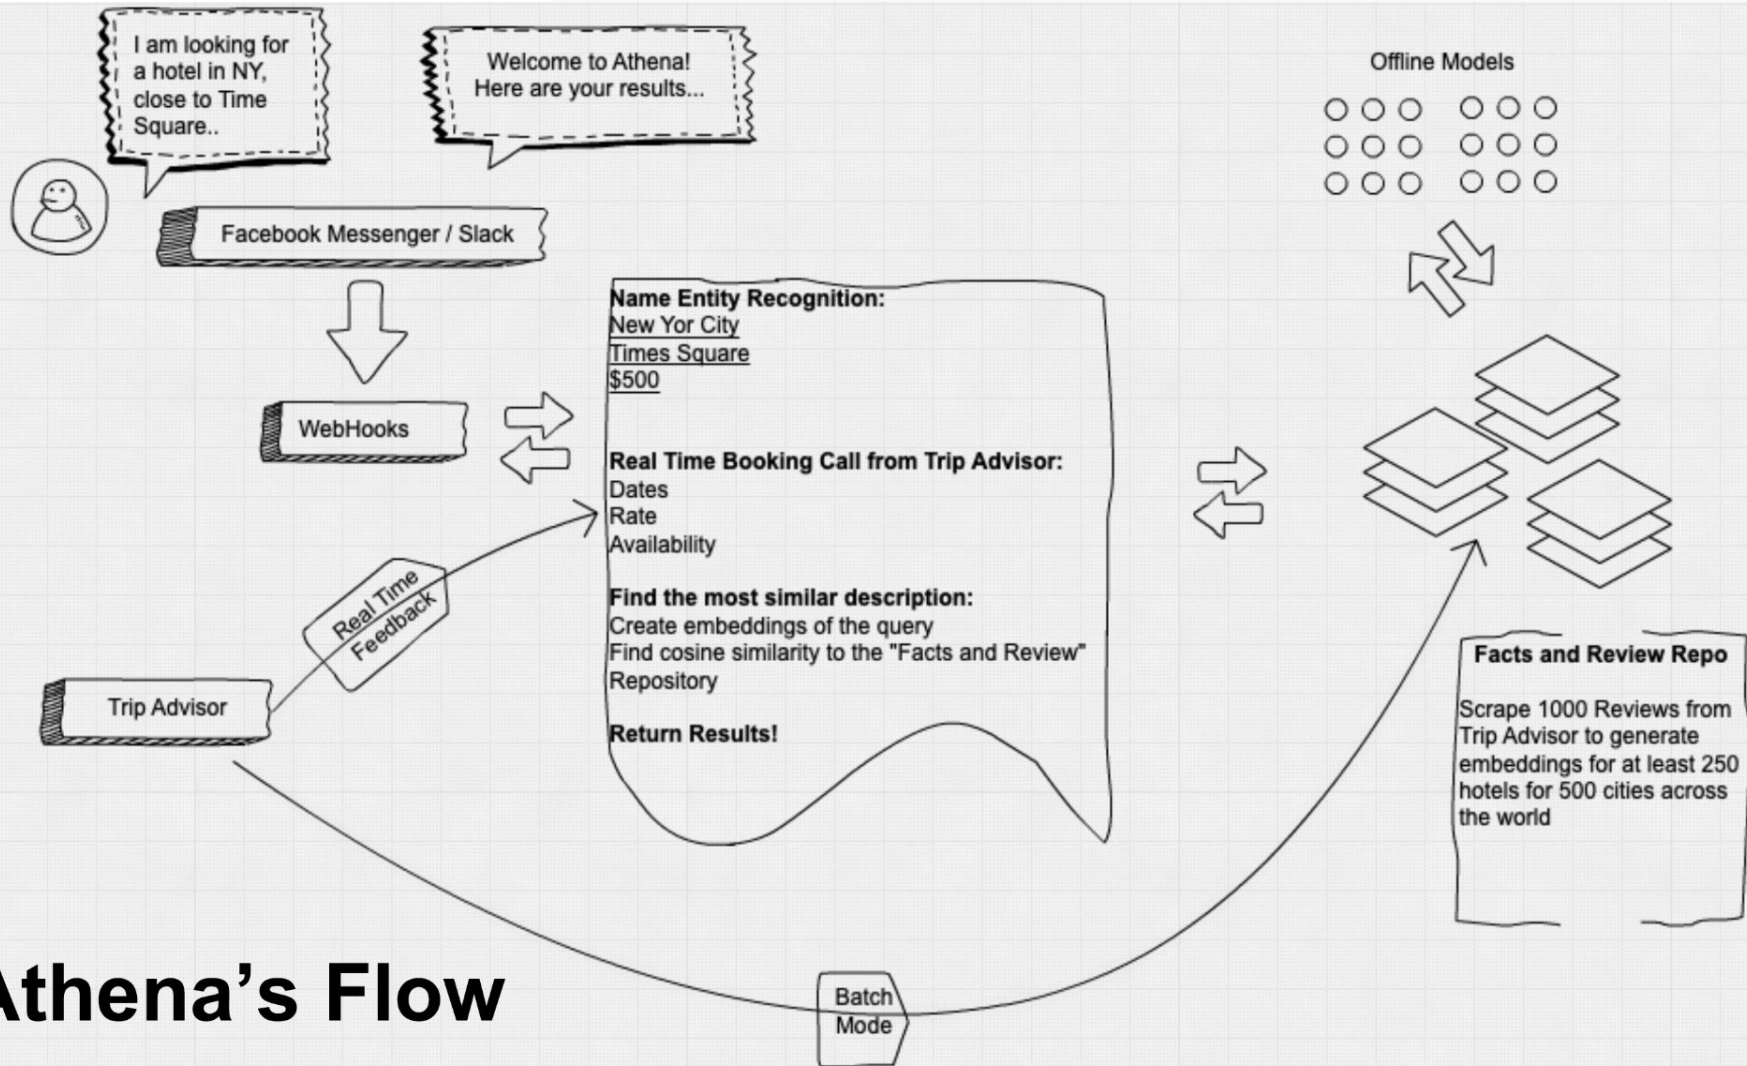 I am looking for
a hotel in NY,
close to Time
Square..
Welcome to Athena!
Here are your results...
Offline Models
Facebook Messenger / Slack
Name Entity Recognition:
New Yor City
Times Square
$500
WebHooks
Real Time Booking Call from Trip Advisor:
Dates
Rate
Availability
Real Time
Feedback
Find the most similar description:
Create embeddings of the query
Find cosine similarity to the "Facts and Review"
Repository
Return Results!
Trip Advisor
Facts and Review Repo
Scrape 1000 Reviews from
Trip Advisor to generate
embeddings for at least 250
hotels for 500 cities across
the world
Athena’s Flow
Batch
Mode